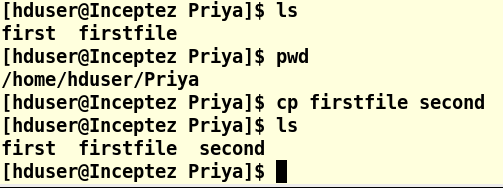 [hduser@Inceptez Priya]$ ls
first  firstfile
[hduser@Inceptez Priya]$ pwd
/home/hduser/Priya
[hduser@Inceptez Priya]$ cp firstfile second
[hduser@Inceptez Priya]$ ls
first  firstfile  second
[hduser@Inceptez Priya]$